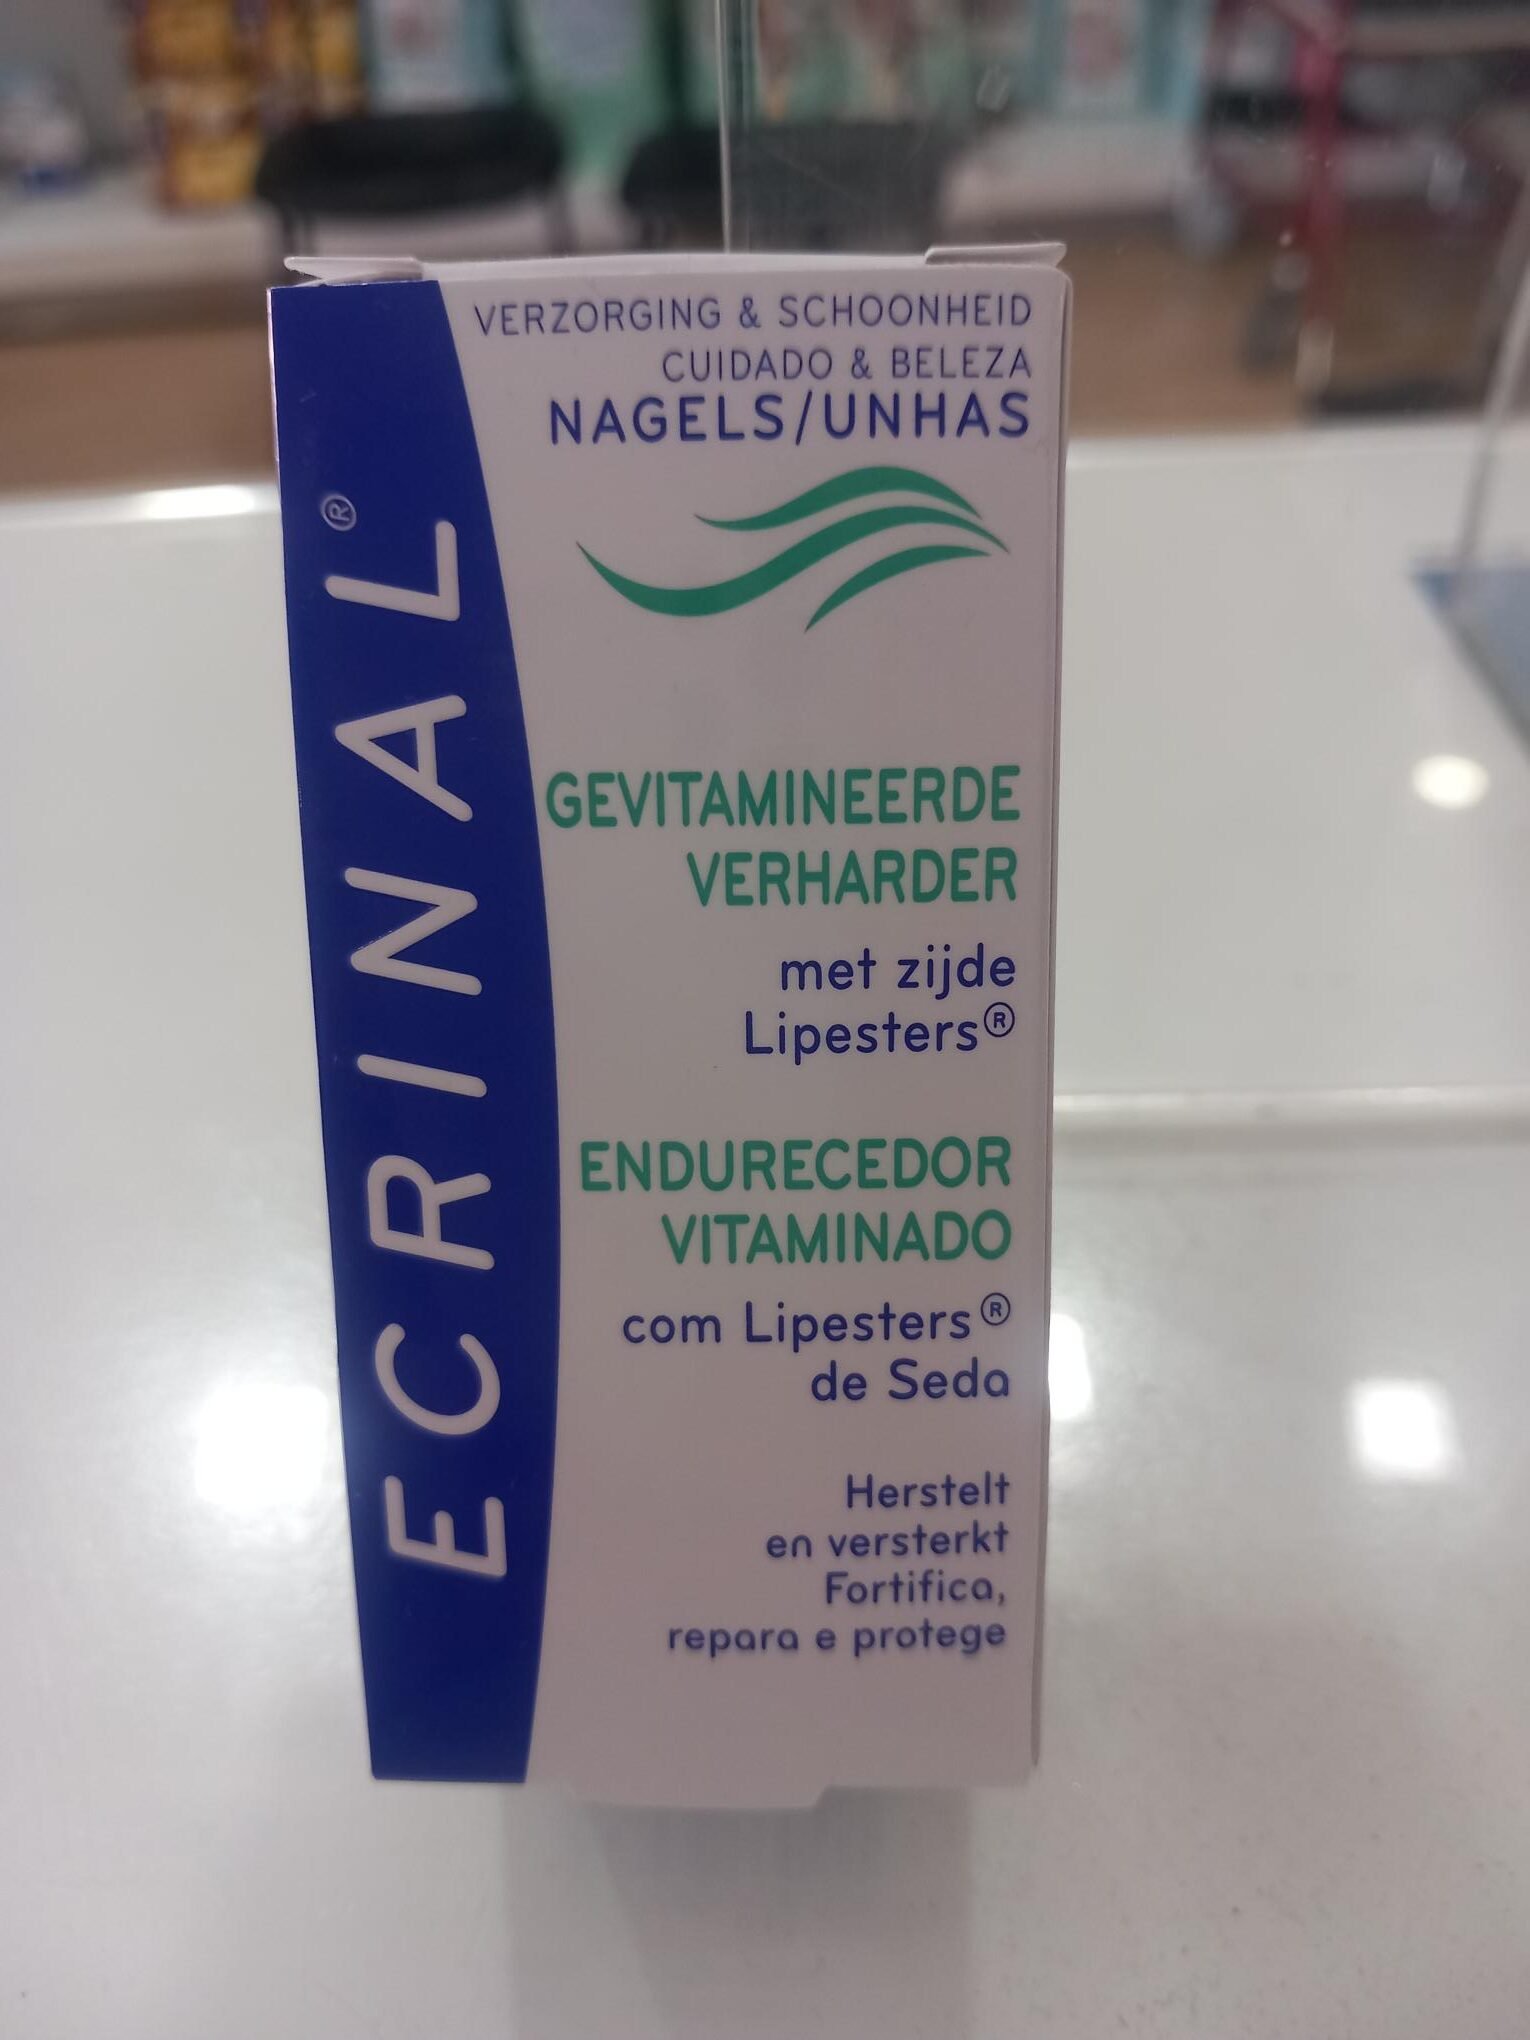 ECRINAL®
VERZORGING & SCHOONHEID
CUIDADO & BELEZA
NAGELS/UNHAS
GEVITAMINEERDE
VERHARDER
met zijde
Lipesters®
ENDURECEDOR
VITAMINADO
com Lipesters®
de Seda
Herstelt
en versterkt
Fortifica,
repara e protege